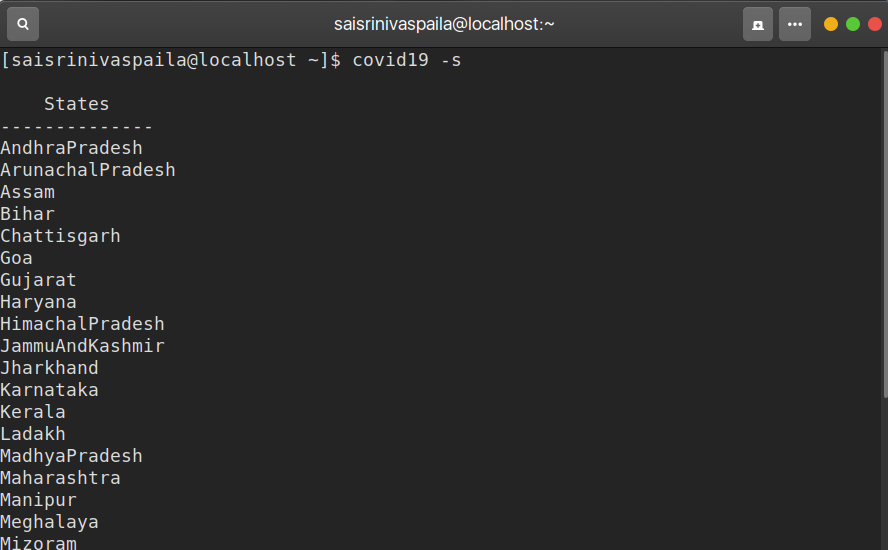 saisrinivaspaila@localhost:~
[saisrinivaspaila@localhost ~]$ covid19 -s
States
--------------
AndhraPradesh
ArunachalPradesh
Assam
Bihar
Chattisgarh
Goa
Gujarat
Haryana
HimachalPradesh
JammuAndKashmir
Jharkhand
Karnataka
Kerala
Ladakh
MadhyaPradesh
Maharashtra
Manipur
Meghalaya
Mizoram